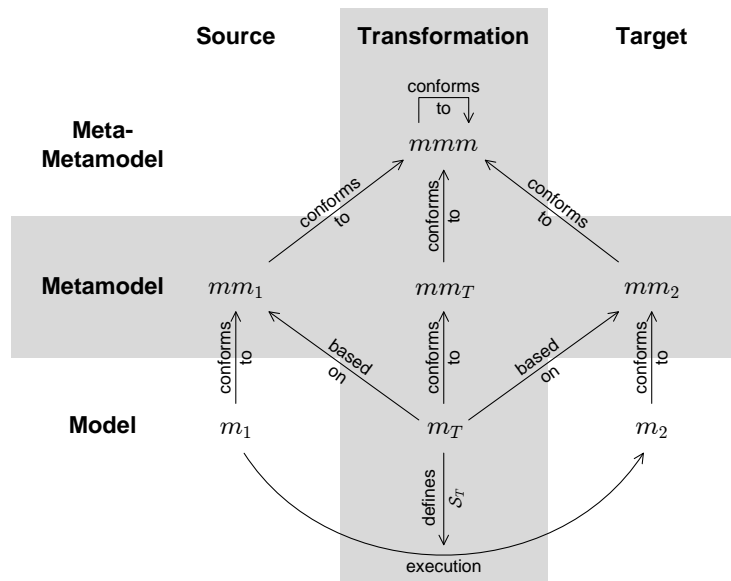 Source Transformation Target
conforms
to
Meta-
Metamodel
mmm
conforms
to
conforms
to
conforms
to
Metamodel mm₁ mm_T mm₂
conforms
to
based
on
conforms
to
based
on
conforms
to
Model m₁ m_T m₂
defines
𝒮_T
execution